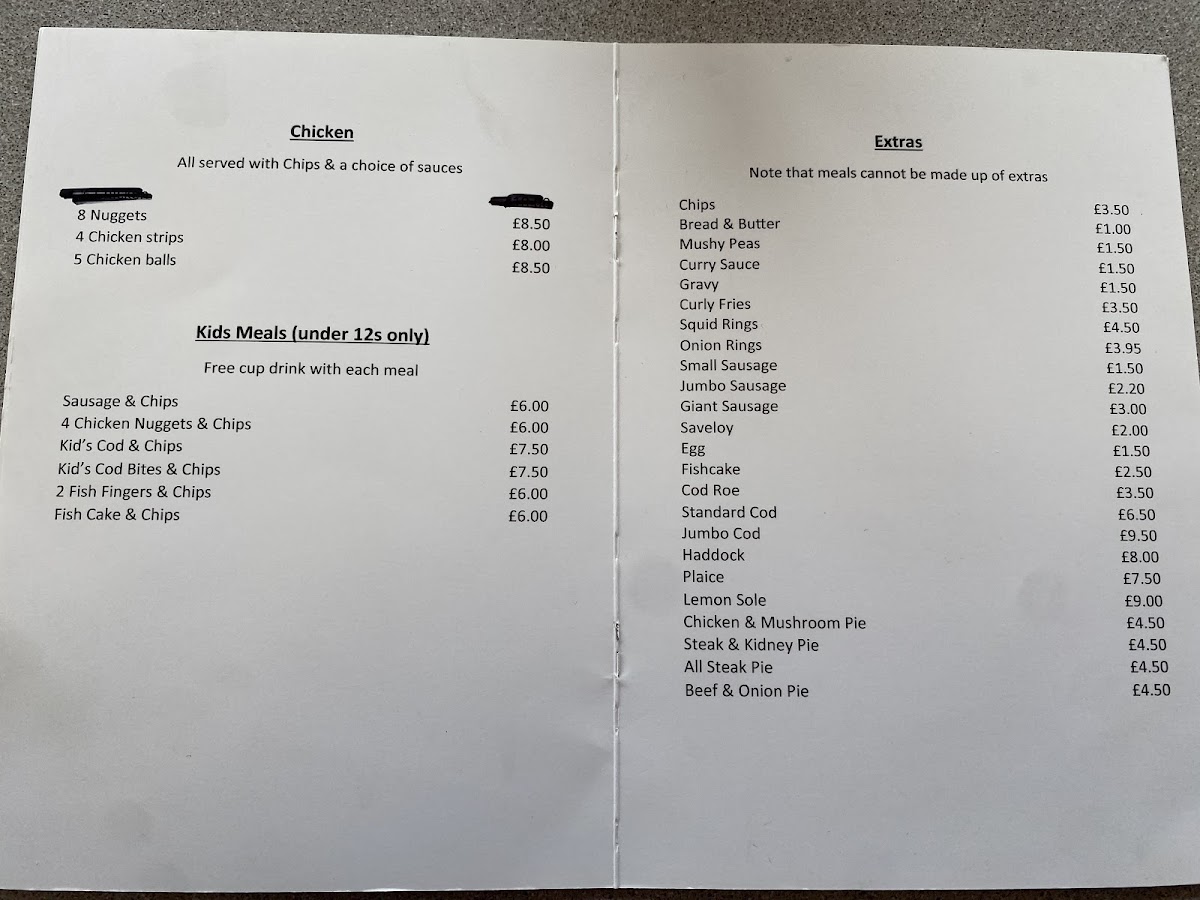 Chicken
All served with Chips & a choice of sauces
8 Nuggets £8.50
4 Chicken strips £8.00
5 Chicken balls £8.50
Kids Meals (under 12s only)
Free cup drink with each meal
Sausage & Chips £6.00
4 Chicken Nuggets & Chips £6.00
Kid's Cod & Chips £7.50
Kid's Cod Bites & Chips £7.50
2 Fish Fingers & Chips £6.00
Fish Cake & Chips £6.00
Extras
Note that meals cannot be made up of extras
Chips £3.50
Bread & Butter £1.00
Mushy Peas £1.50
Curry Sauce £1.50
Gravy £1.50
Curly Fries £3.50
Squid Rings £4.50
Onion Rings £3.95
Small Sausage £1.50
Jumbo Sausage £2.20
Giant Sausage £3.00
Saveloy £2.00
Egg £1.50
Fishcake £2.50
Cod Roe £3.50
Standard Cod £6.50
Jumbo Cod £9.50
Haddock £8.00
Plaice £7.50
Lemon Sole £9.00
Chicken & Mushroom Pie £4.50
Steak & Kidney Pie £4.50
All Steak Pie £4.50
Beef & Onion Pie £4.50